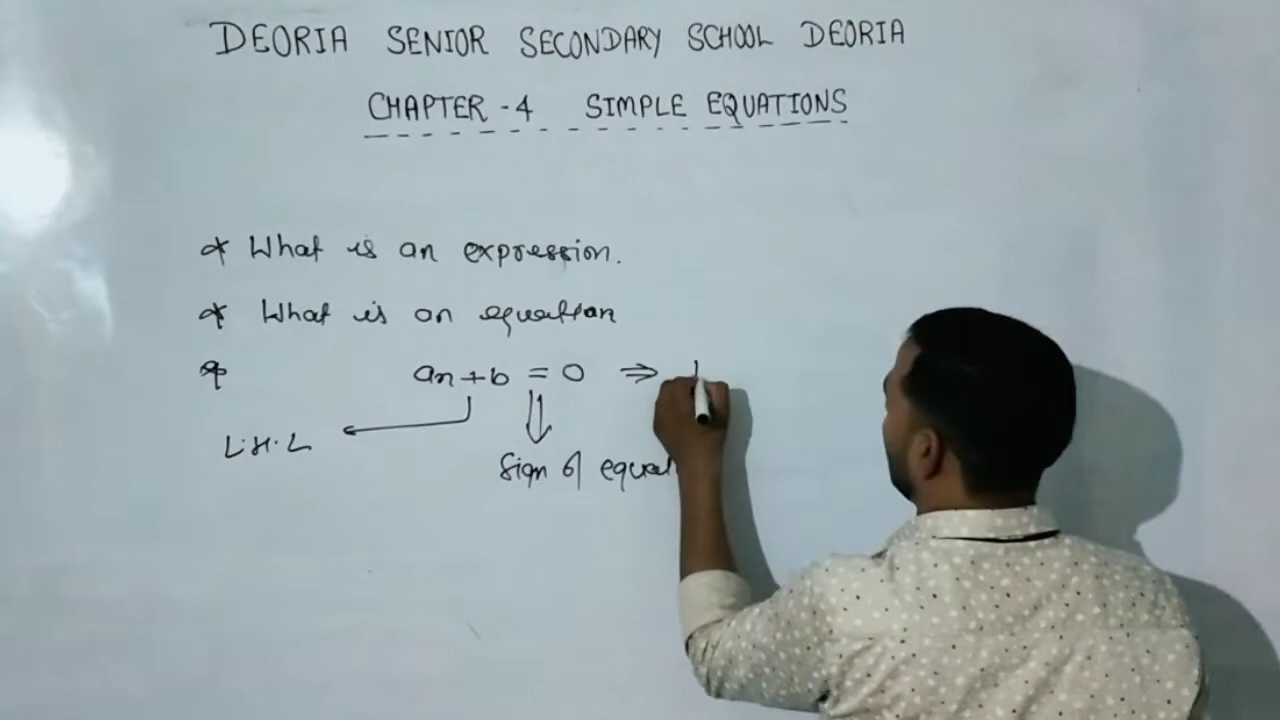 DEORIA SENIOR SECONDARY SCHOOL DEORIA
CHAPTER - 4 SIMPLE EQUATIONS
* What is an expression.
* What is an equation
* ax + b = 0 ⇒
L.H.L
Sign of equal